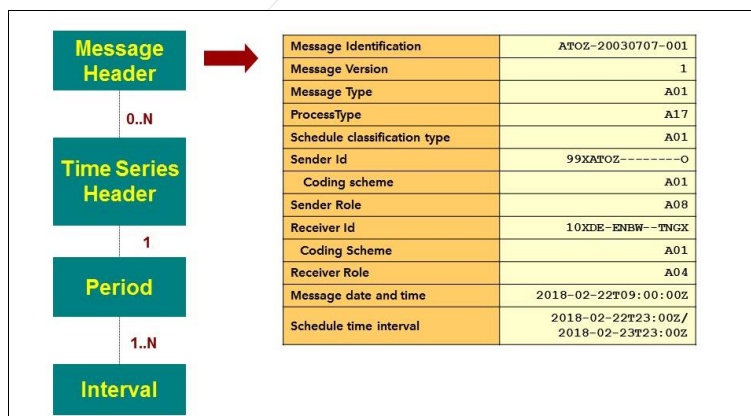 Message
Header
0..N
Time Series
Header
1
Period
1..N
Interval
Message Identification ATOZ-20030707-001
Message Version 1
Message Type A01
ProcessType A17
Schedule classification type A01
Sender Id 99XATOZ--------O
Coding scheme A01
Sender Role A08
Receiver Id 10XDE-ENBW--TNGX
Coding Scheme A01
Receiver Role A04
Message date and time 2018-02-22T09:00:00Z
Schedule time interval 2018-02-22T23:00Z/
2018-02-23T23:00Z